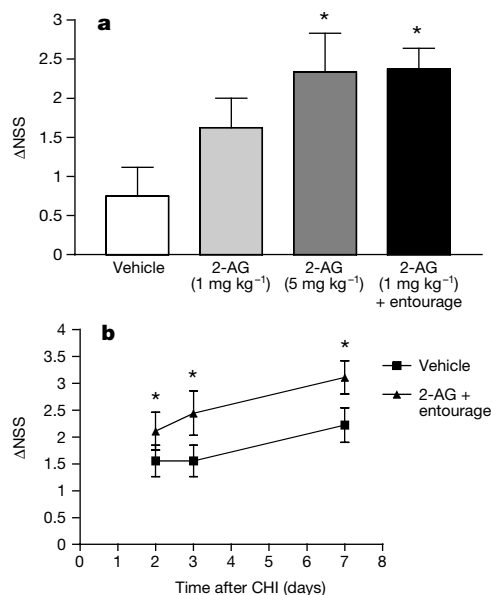 a
3
2.5
2
1.5
1
0.5
0
ΔNSS
*
*
Vehicle
2-AG
(1 mg kg⁻¹)
2-AG
(5 mg kg⁻¹)
2-AG
(1 mg kg⁻¹)
+ entourage
b
4
3.5
3
2.5
2
1.5
1
0.5
0
ΔNSS
*
*
*
Vehicle
2-AG +
entourage
0 1 2 3 4 5 6 7 8
Time after CHI (days)